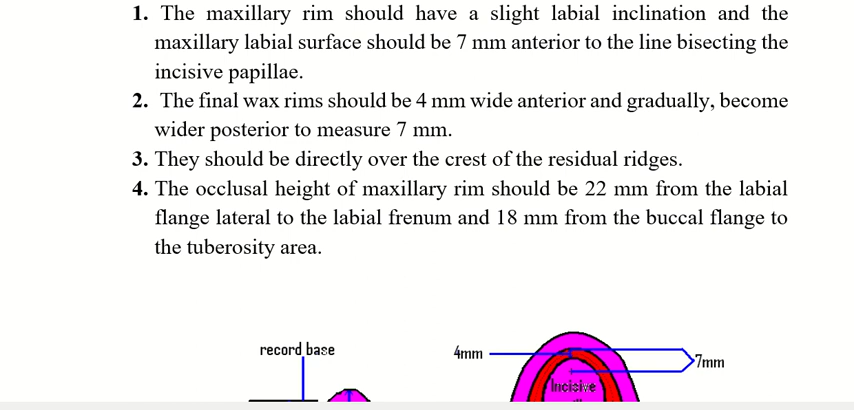 1. The maxillary rim should have a slight labial inclination and the
maxillary labial surface should be 7 mm anterior to the line bisecting the
incisive papillae.
2. The final wax rims should be 4 mm wide anterior and gradually, become
wider posterior to measure 7 mm.
3. They should be directly over the crest of the residual ridges.
4. The occlusal height of maxillary rim should be 22 mm from the labial
flange lateral to the labial frenum and 18 mm from the buccal flange to
the tuberosity area.
record base
4mm
7mm
Incisive